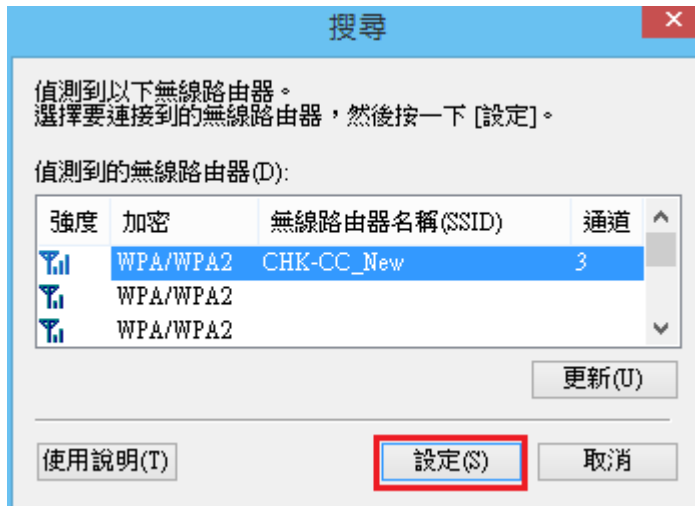 搜尋
偵測到以下無線路由器。
選擇要連接到的無線路由器，然後按一下 [設定]。
偵測到的無線路由器(D):
強度 加密 無線路由器名稱(SSID) 通道
WPA/WPA2 CHK-CC_New 3
WPA/WPA2
WPA/WPA2
更新(U)
使用說明(T) 設定(S) 取消